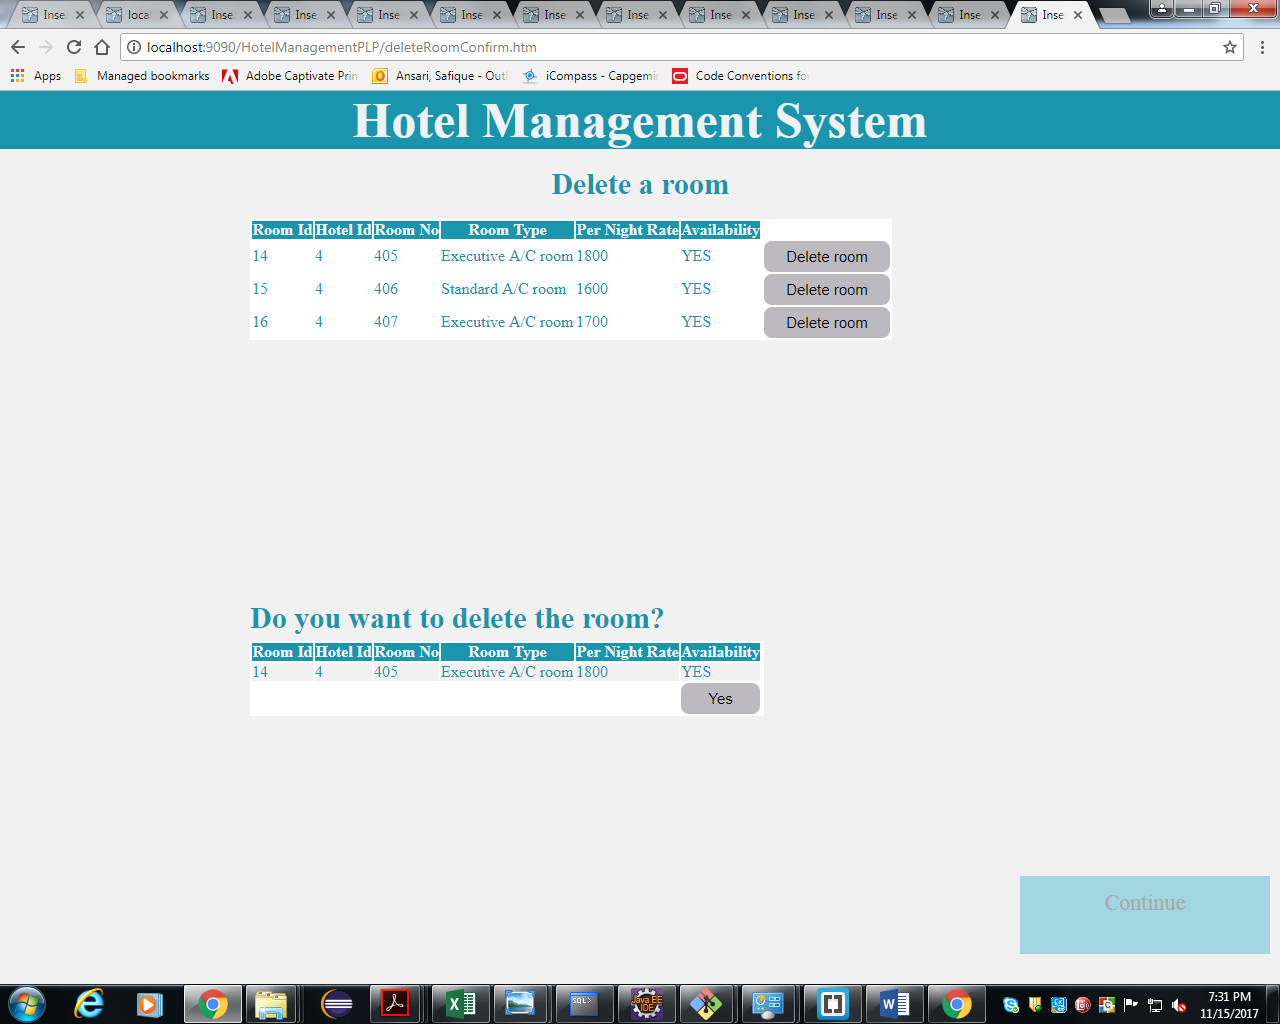 Inse loca Inse Inse Inse Inse Inse Inse Inse Inse Inse Inse Inse
localhost:9090/HotelManagementPLP/deleteRoomConfirm.htm
Apps Managed bookmarks Adobe Captivate Prin Ansari, Safique - Outl iCompass - Capgemi Code Conventions fo
Hotel Management System
Delete a room
Room Id Hotel Id Room No Room Type Per Night Rate Availability
14 4 405 Executive A/C room 1800 YES Delete room
15 4 406 Standard A/C room 1600 YES Delete room
16 4 407 Executive A/C room 1700 YES Delete room
Do you want to delete the room?
Room Id Hotel Id Room No Room Type Per Night Rate Availability
14 4 405 Executive A/C room 1800 YES
Yes
Continue
SQL>
Java EE
IDE
7:31 PM
11/15/2017